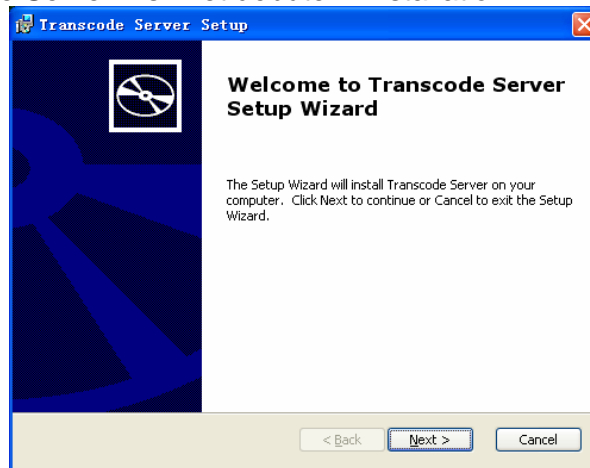 Transcode Server Setup
Welcome to Transcode Server
Setup Wizard
The Setup Wizard will install Transcode Server on your
computer. Click Next to continue or Cancel to exit the Setup
Wizard.
< Back
Next >
Cancel